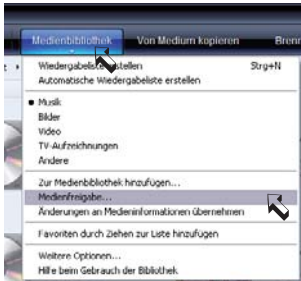 Medienbibliothek Von Medium kopieren Bren
Wiedergabeliste erstellen Strg+N
Automatische Wiedergabeliste erstellen
Musik
Bilder
Video
TV-Aufzeichnungen
Andere
Zur Medienbibliothek hinzufügen...
Medienfreigabe...
Änderungen an Medieninformationen übernehmen
Favoriten durch Ziehen zur Liste hinzufügen
Weitere Optionen...
Hilfe beim Gebrauch der Bibliothek